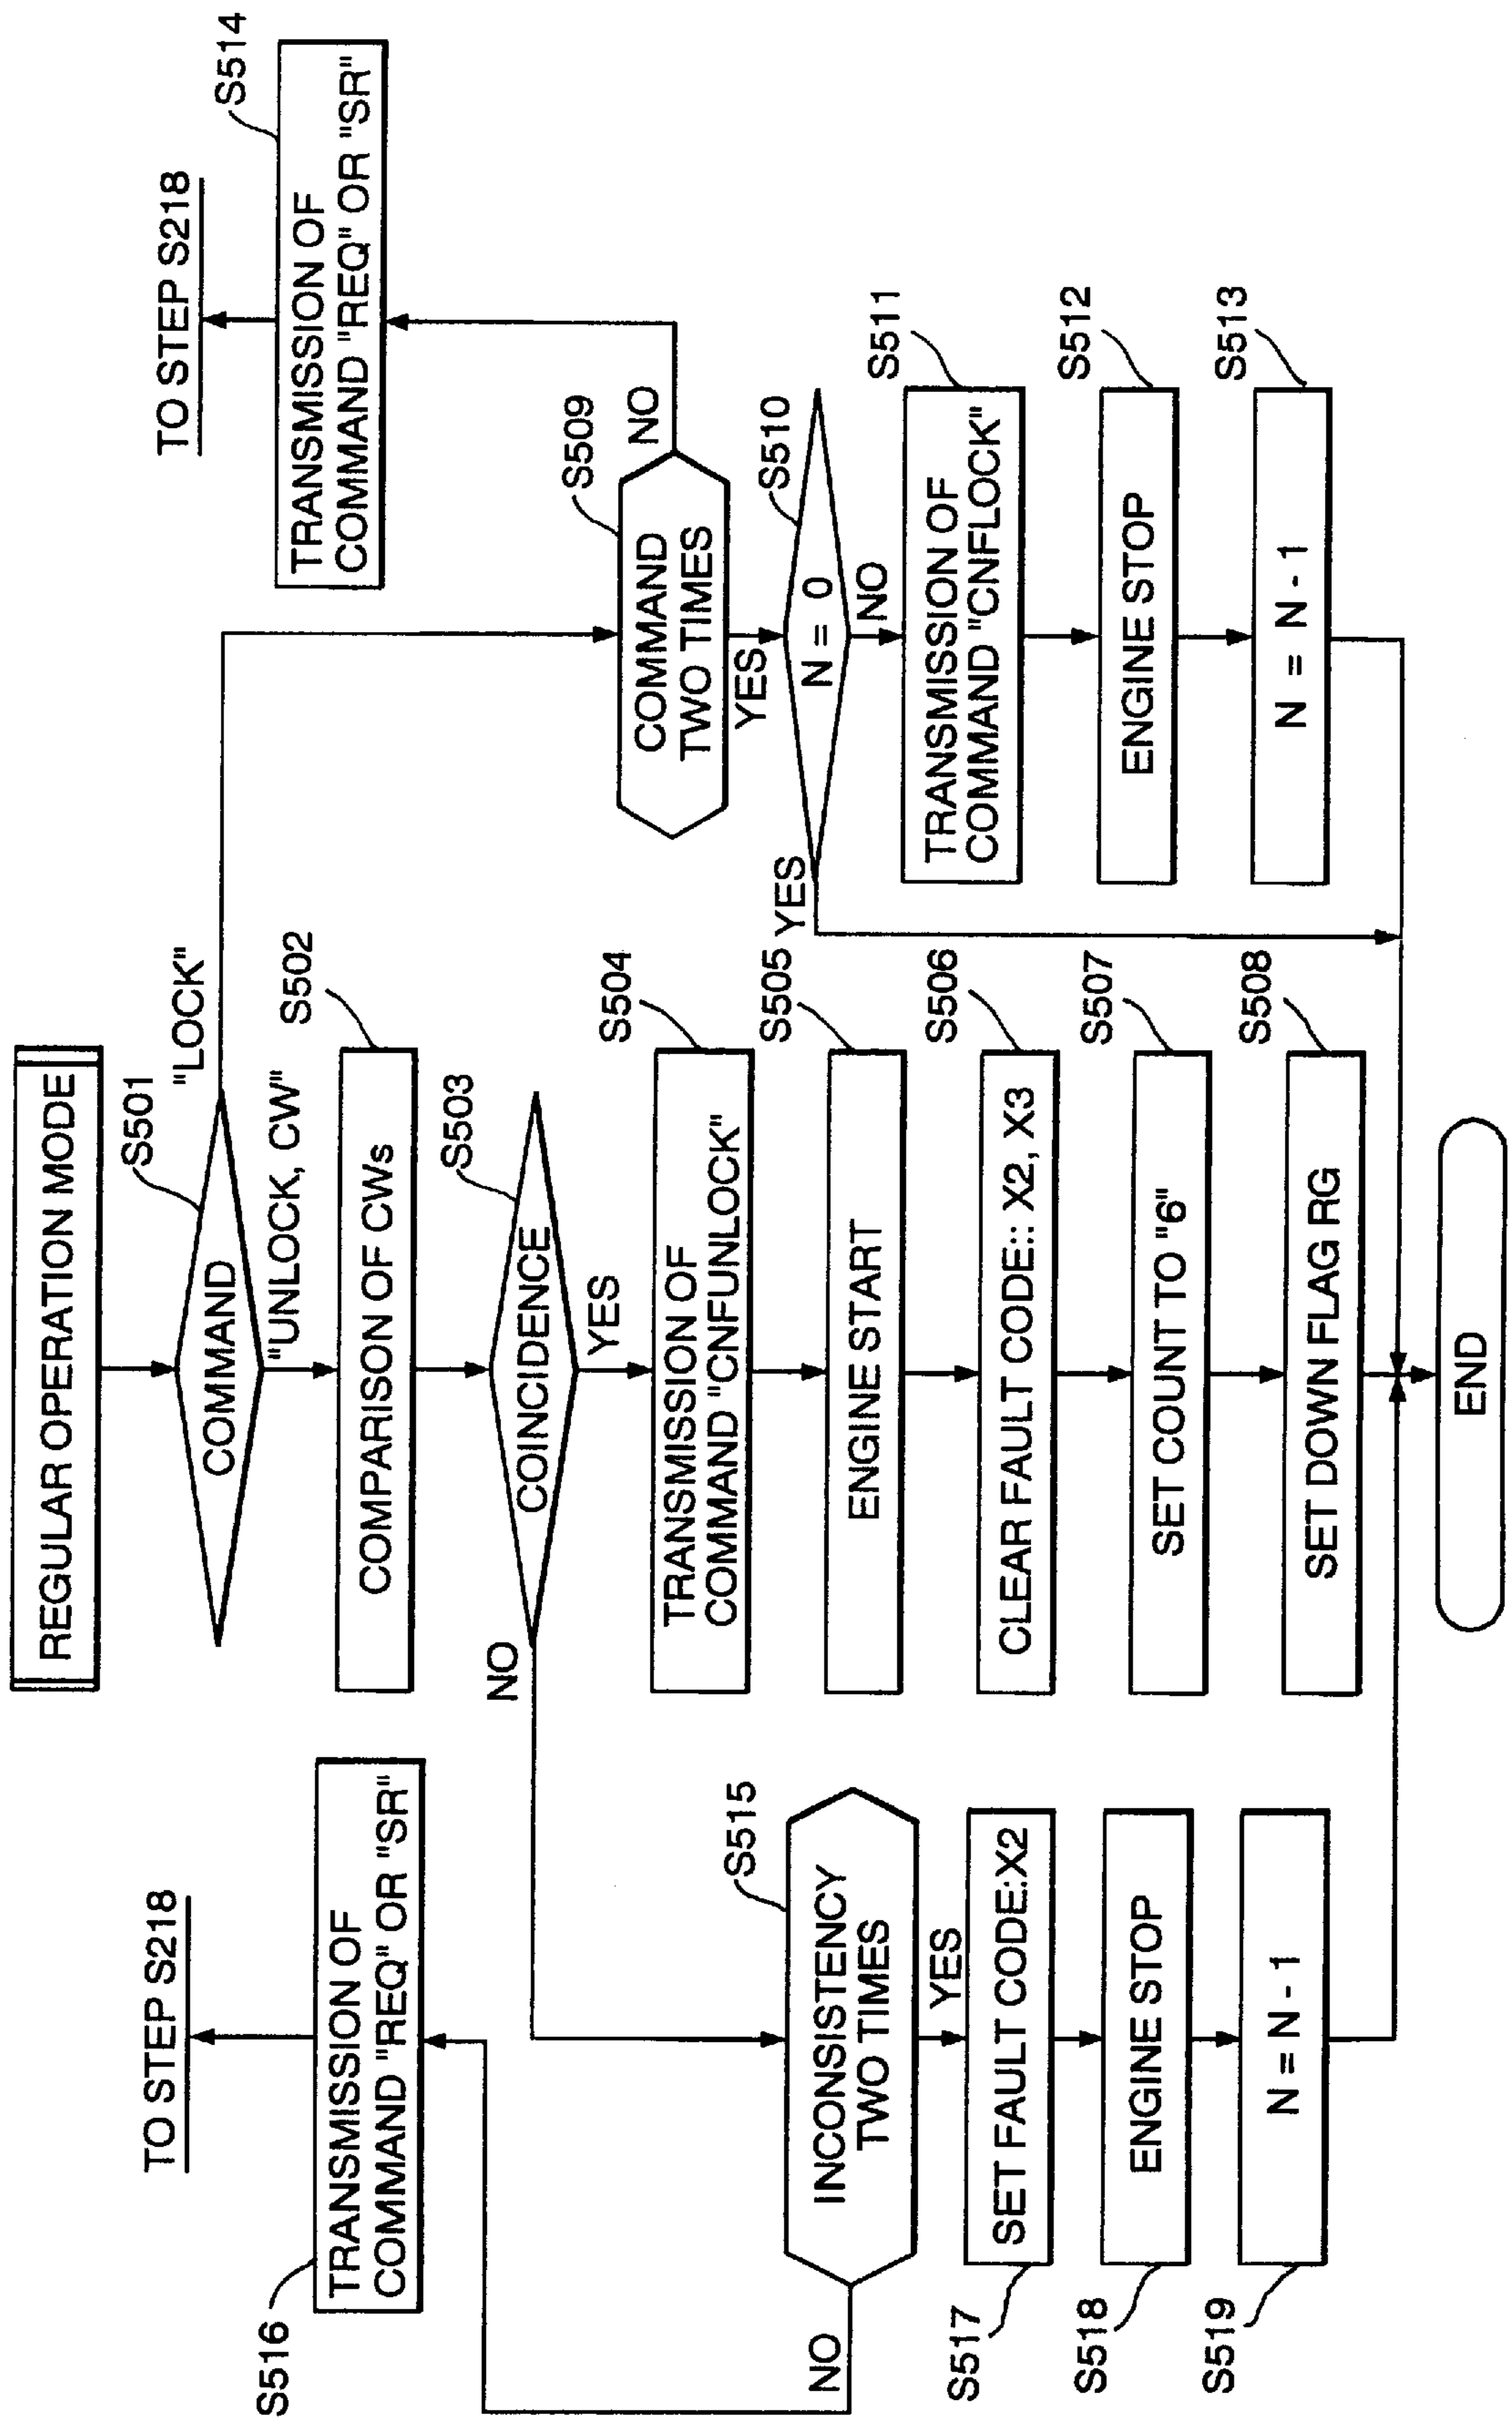 REGULAR OPERATION MODE
S501
COMMAND
"LOCK"
"UNLOCK, CW"
S502
COMPARISON OF CWs
S503
COINCIDENCE
NO
YES
S504
TRANSMISSION OF
COMMAND "CNFUNLOCK"
S505
ENGINE START
S506
CLEAR FAULT CODE:: X2, X3
S507
SET COUNT TO "6"
S508
SET DOWN FLAG RG
END
TO STEP S218
S514
TRANSMISSION OF
COMMAND "REQ" OR "SR"
S509
COMMAND
TWO TIMES
NO
YES
S510
N = 0
YES
NO
S511
TRANSMISSION OF
COMMAND "CNFLOCK"
S512
ENGINE STOP
S513
N = N - 1
TO STEP S218
S516
TRANSMISSION OF
COMMAND "REQ" OR "SR"
S515
INCONSISTENCY
TWO TIMES
NO
YES
S517
SET FAULT CODE:X2
S518
ENGINE STOP
S519
N = N - 1